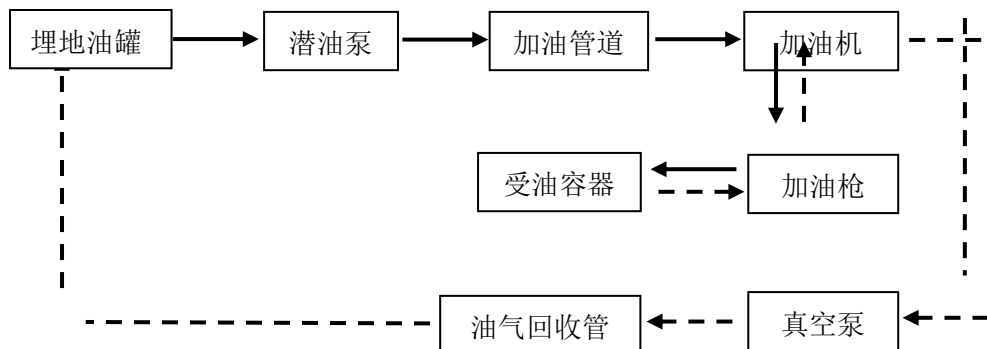 埋地油罐
潜油泵
加油管道
加油机
受油容器
加油枪
油气回收管
真空泵